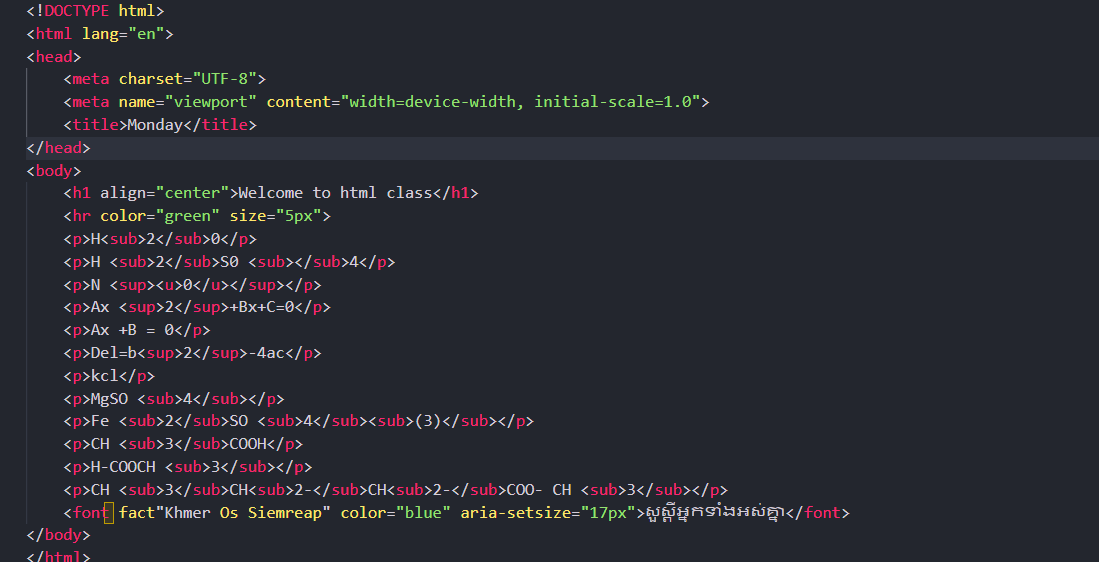 <!DOCTYPE html>
<html lang="en">
<head>
    <meta charset="UTF-8">
    <meta name="viewport" content="width=device-width, initial-scale=1.0">
    <title>Monday</title>
</head>
<body>
    <h1 align="center">Welcome to html class</h1>
    <hr color="green" size="5px">
    <p>H<sub>2</sub>0</p>
    <p>H <sub>2</sub>S0 <sub></sub>4</p>
    <p>N <sup><u>0</u></sup></p>
    <p>Ax <sup>2</sup>+Bx+C=0</p>
    <p>Ax +B = 0</p>
    <p>Del=b<sup>2</sup>-4ac</p>
    <p>kcl</p>
    <p>MgSO <sub>4</sub></p>
    <p>Fe <sub>2</sub>SO <sub>4</sub><sub>(3)</sub></p>
    <p>CH <sub>3</sub>COOH</p>
    <p>H-COOCH <sub>3</sub></p>
    <p>CH <sub>3</sub>CH<sub>2-</sub>CH<sub>2-</sub>COO- CH <sub>3</sub></p>
    <font fact"Khmer Os Siemreap" color="blue" aria-setsize="17px">សួស្តីអ្នកទាំងអស់គ្នា</font>
</body>
</html>